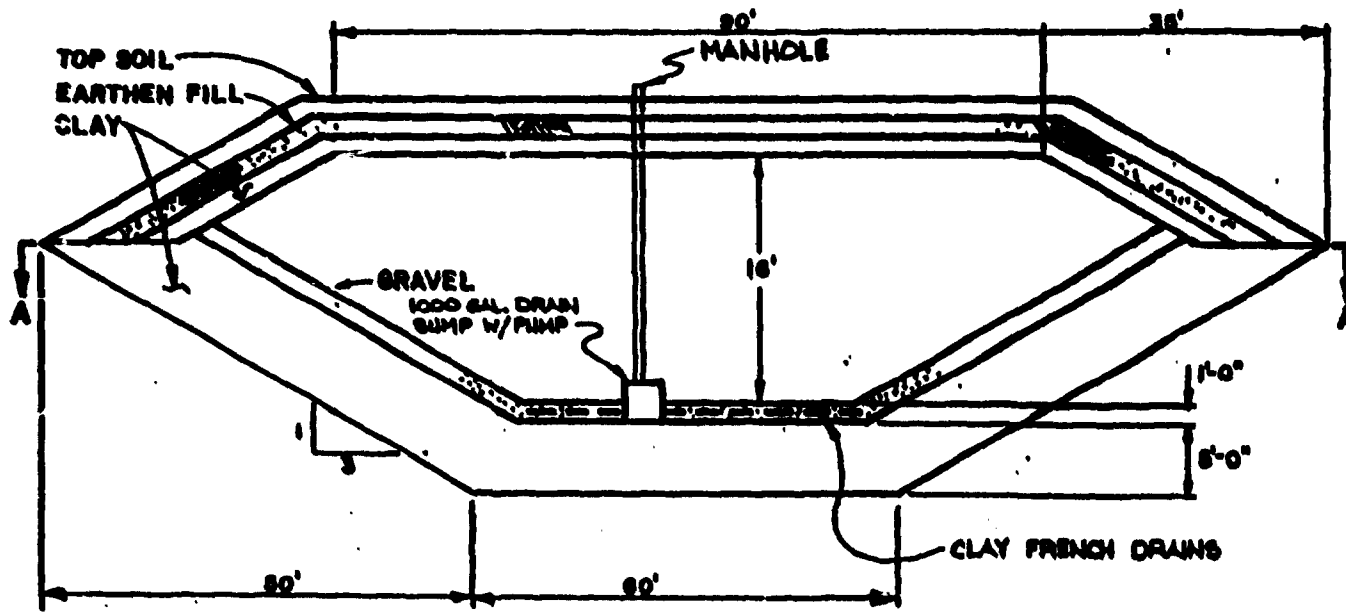 90'
35'
MANHOLE
TOP SOIL
EARTHEN FILL
CLAY
16'
A
GRAVEL
1000 GAL. DRAIN
SUMP W/PUMP
1'-0"
1
3
5'-0"
CLAY FRENCH DRAINS
50'
60'